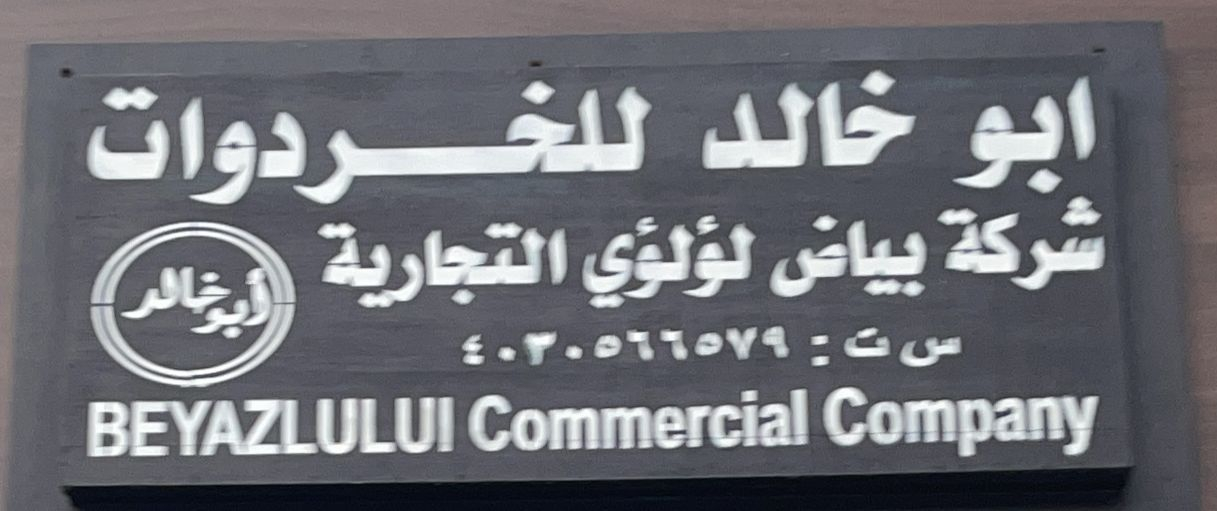 ابو خالد للخردوات
شركة بياض لؤلؤي التجارية
أبو خالد
س ت : ٤٠٣٠٥٦٦٥٧٩
BEYAZLULUI Commercial Company